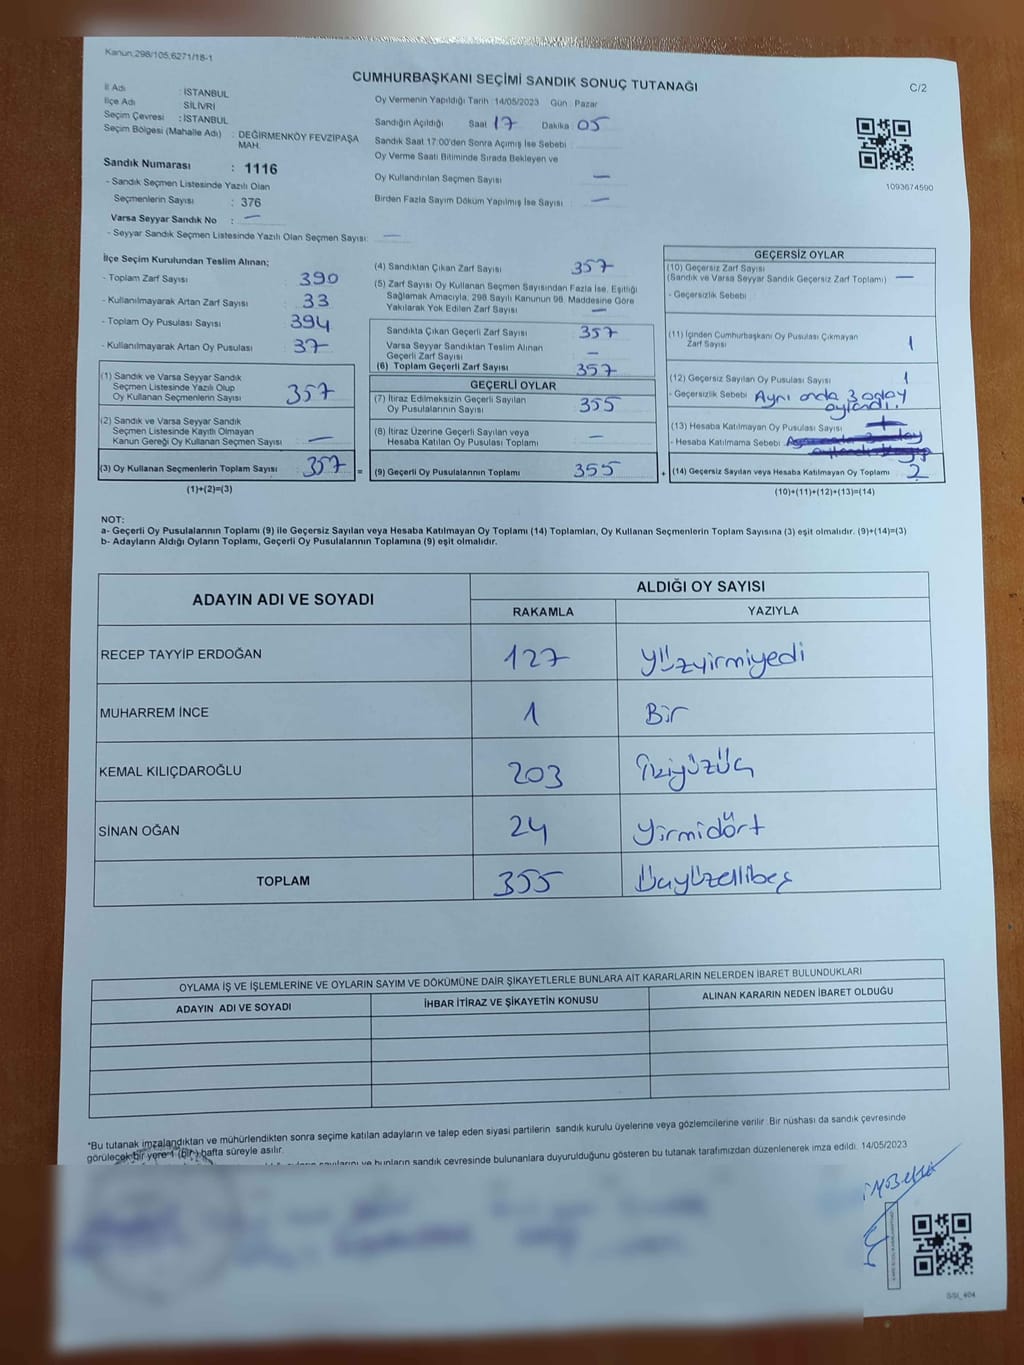 Kanun.298/105,6271/18-1
CUMHURBAŞKANI SEÇİMİ SANDIK SONUÇ TUTANAĞI
C/2
İl Adı : İSTANBUL
İlçe Adı SİLİVRİ
Seçim Çevresi : İSTANBUL
Seçim Bölgesi (Mahalle Adı) : DEĞİRMENKÖY FEVZİPAŞA
MAH.
Sandık Numarası : 1116
- Sandık Seçmen Listesinde Yazılı Olan
Seçmenlerin Sayısı : 376
Varsa Seyyar Sandık No : —
- Seyyar Sandık Seçmen Listesinde Yazılı Olan Seçmen Sayısı: —
Oy Vermenin Yapıldığı Tarih :14/05/2023 Gün : Pazar
Sandığın Açıldığı Saat 17 Dakika 05
Sandık Saat 17:00'den Sonra Açımış İse Sebebi
Oy Verme Saati Bitiminde Sırada Bekleyen ve
Oy Kullandırılan Seçmen Sayısı —
Birden Fazla Sayım Döküm Yapılmış İse Sayısı : —
1093674590
İlçe Seçim Kurulundan Teslim Alınan;
- Toplam Zarf Sayısı : 390
- Kullanılmayarak Artan Zarf Sayısı : 33
- Toplam Oy Pusulası Sayısı : 394
- Kullanılmayarak Artan Oy Pusulası : 37
(1) Sandık ve Varsa Seyyar Sandık
Seçmen Listesinde Yazılı Olup
Oy Kullanan Seçmenlerin Sayısı : 357
(2) Sandık ve Varsa Seyyar Sandık
Seçmen Listesinde Kayıtlı Olmayan
Kanun Gereği Oy Kullanan Seçmen Sayısı : —
(3) Oy Kullanan Seçmenlerin Toplam Sayısı : 357 =
(1)+(2)=(3)
(4) Sandıktan Çıkan Zarf Sayısı : 357
(5) Zarf Sayısı Oy Kullanan Seçmen Sayısından Fazla İse, Eşitliği
Sağlamak Amacıyla, 298 Sayılı Kanunun 98. Maddesine Göre
Yakılarak Yok Edilen Zarf Sayısı : —
Sandıkta Çıkan Geçerli Zarf Sayısı : 357
Varsa Seyyar Sandıktan Teslim Alınan
Geçerli Zarf Sayısı : —
(6) Toplam Geçerli Zarf Sayısı : 357
GEÇERLİ OYLAR
(7) İtiraz Edilmeksizin Geçerli Sayılan
Oy Pusulalarının Sayısı : 355
(8) İtiraz Üzerine Geçerli Sayılan veya
Hesaba Katılan Oy Pusulası Toplamı : —
(9) Geçerli Oy Pusulalarının Toplamı : 355 +
GEÇERSİZ OYLAR
(10) Geçersiz Zarf Sayısı
(Sandık ve Varsa Seyyar Sandık Geçersiz Zarf Toplamı) : —
- Geçersizlik Sebebi :
(11) İçinden Cumhurbaşkanı Oy Pusulası Çıkmayan
Zarf Sayısı : 1
(12) Geçersiz Sayılan Oy Pusulası Sayısı : 1
- Geçersizlik Sebebi : Aynı anda 3 aday
oylandı.
(13) Hesaba Katılmayan Oy Pusulası Sayısı :
- Hesaba Katılmama Sebebi :
(14) Geçersiz Sayılan veya Hesaba Katılmayan Oy Toplamı : 2
(10)+(11)+(12)+(13)=(14)
NOT:
a- Geçerli Oy Pusulalarının Toplamı (9) ile Geçersiz Sayılan veya Hesaba Katılmayan Oy Toplamı (14) Toplamları, Oy Kullanan Seçmenlerin Toplam Sayısına (3) eşit olmalıdır. (9)+(14)=(3)
b- Adayların Aldığı Oyların Toplamı, Geçerli Oy Pusulalarının Toplamına (9) eşit olmalıdır.
ADAYIN ADI VE SOYADI
ALDIĞI OY SAYISI
RAKAMLA YAZIYLA
RECEP TAYYİP ERDOĞAN 127 Yüzyirmiyedi
MUHARREM İNCE 1 Bir
KEMAL KILIÇDAROĞLU 203 İkiyüzüç
SİNAN OĞAN 24 Yirmidört
TOPLAM 355 Üçyüzellibeş
OYLAMA İŞ VE İŞLEMLERİNE VE OYLARIN SAYIM VE DÖKÜMÜNE DAİR ŞİKAYETLERLE BUNLARA AİT KARARLARIN NELERDEN İBARET BULUNDUKLARI
ADAYIN ADI VE SOYADI İHBAR İTİRAZ VE ŞİKAYETİN KONUSU ALINAN KARARIN NEDEN İBARET OLDUĞU
*Bu tutanak imzalandıktan ve mühürlendikten sonra seçime katılan adayların ve talep eden siyasi partilerin sandık kurulu üyelerine veya gözlemcilerine verilir. Bir nüshası da sandık çevresinde
görülecek bir yere 1 (bir) hafta süreyle asılır.
ve bunların sandık çevresinde bulunanlara duyurulduğunu gösteren bu tutanak tarafımızdan düzenlenerek imza edildi. 14/05/2023
SSI_404